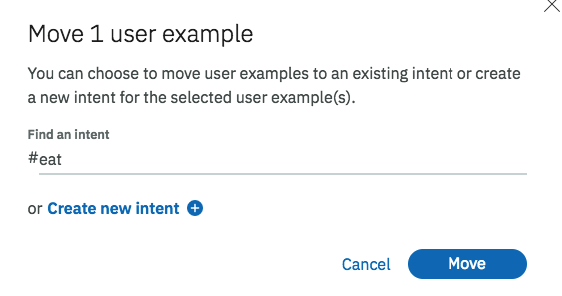 Move 1 user example
You can choose to move user examples to an existing intent or create
a new intent for the selected user example(s).
Find an intent
#eat
or Create new intent
Cancel Move